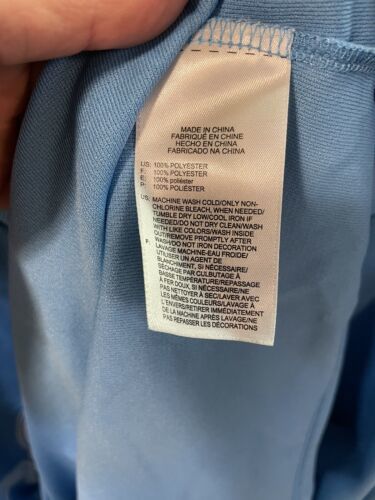 MADE IN CHINA
FABRIQUÉ EN CHINE
HECHO EN CHINA
FABRICADO NA CHINA
US: 100% POLYESTER
F: 100% POLYESTER
E: 100% poliéster
P: 100% POLIÉSTER
US: MACHINE WASH COLD/ONLY NON-
CHLORINE BLEACH, WHEN NEEDED/
TUMBLE DRY LOW/COOL IRON IF
NEEDED/DO NOT DRY CLEAN/WASH
WITH LIKE COLORS/WASH INSIDE
OUT/REMOVE PROMPTLY AFTER
WASH/DO NOT IRON DECORATION
F: LAVAGE MACHINE-EAU FROIDE/
UTILISER UN AGENT DE
BLANCHIMENT, SI NÉCESSAIRE/
SÉCHAGE PAR CULBUTAGE À
BASSE TEMPÉRATURE/REPASSAGE
À FER DOUX, SI NÉCESSAIRE/NE
PAS NETTOYER À SEC/LAVER AVEC
LES MÊMES COULEURS/LAVAGE À
L'ENVERS/RETIRER IMMÉDIATEMENT
DE LA MACHINE APRÈS LAVAGE/NE
PAS REPASSER LES DÉCORATIONS